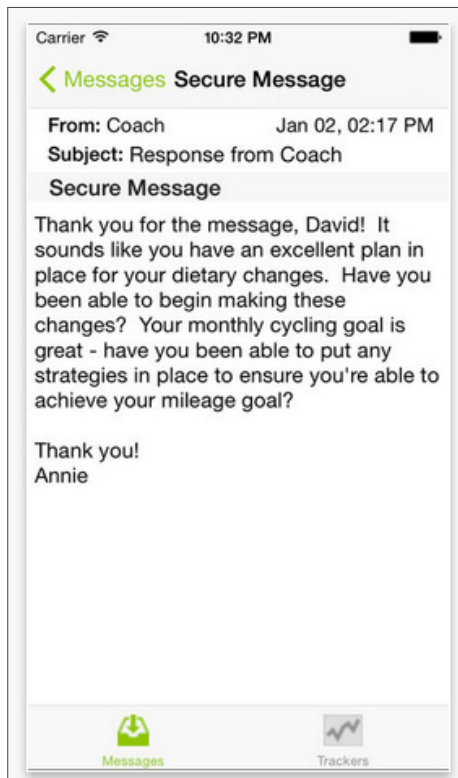 Carrier 10:32 PM
Messages Secure Message
From: Coach Jan 02, 02:17 PM
Subject: Response from Coach
Secure Message
Thank you for the message, David!  It
sounds like you have an excellent plan in
place for your dietary changes.  Have you
been able to begin making these
changes?  Your monthly cycling goal is
great - have you been able to put any
strategies in place to ensure you're able to
achieve your mileage goal?
Thank you!
Annie
Messages Trackers